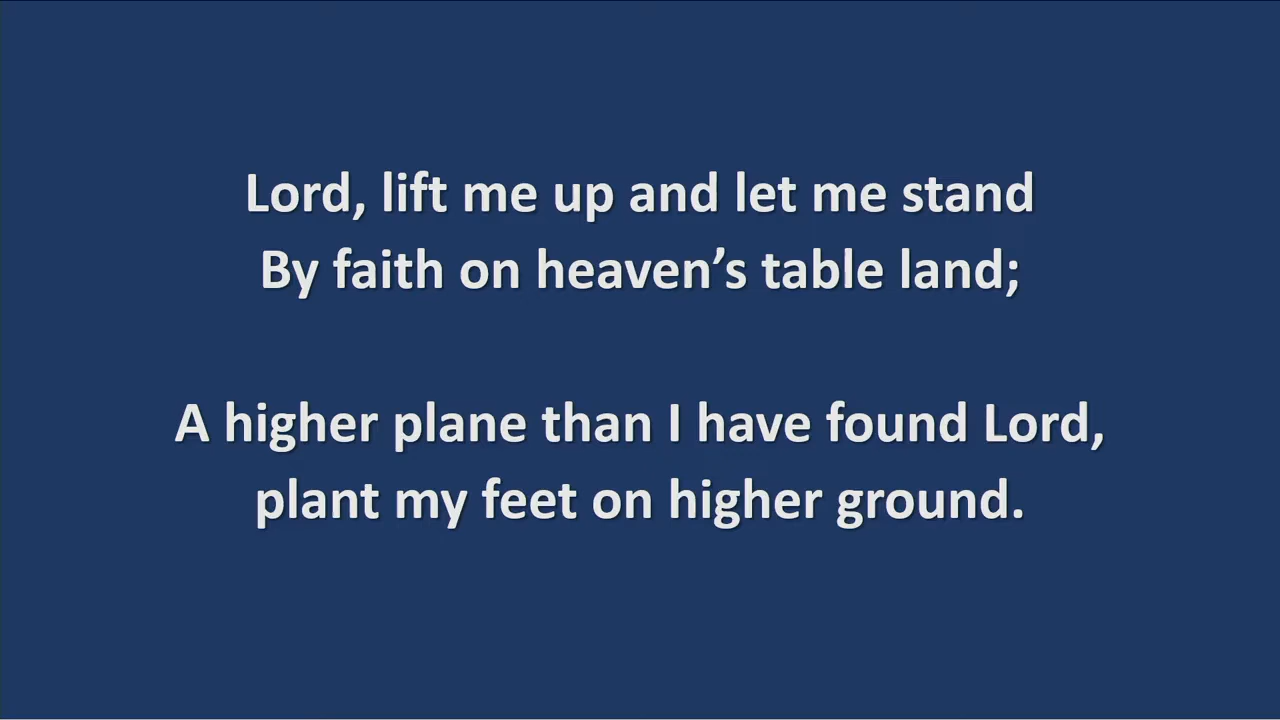 Lord, lift me up and let me stand
By faith on heaven’s table land;
A higher plane than I have found Lord,
plant my feet on higher ground.